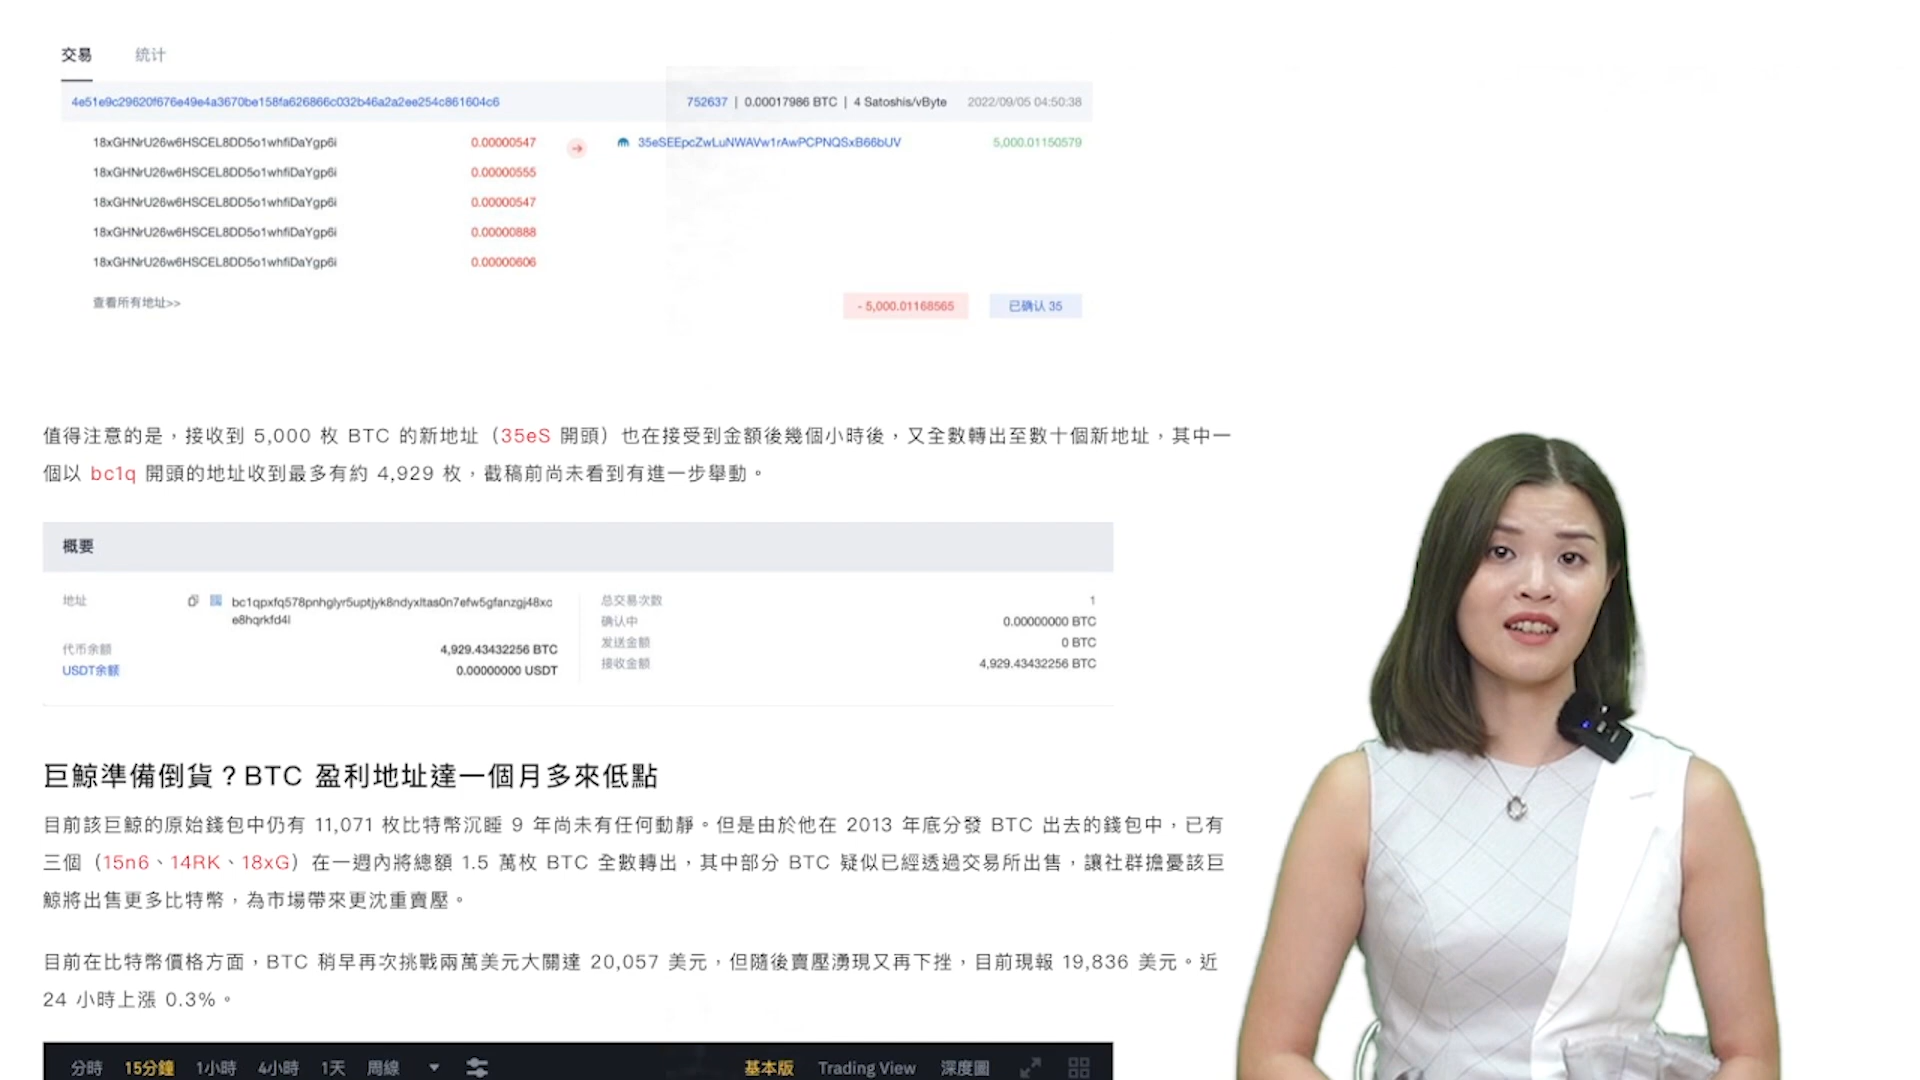 交易 统计
4e51e9c29620f676e49e4a3670be158fa626866c032b46a2a2ee254c861604c6 752637 | 0.00017986 BTC | 4 Satoshis/vByte 2022/09/05 04:50:38
18xGHNrU26w6HSCEL8DD5o1whfiDaYgp6i 0.00000547 35eSEEpcZwLuNWAVw1rAwPCPNQSxB66bUV 5,000.01150579
18xGHNrU26w6HSCEL8DD5o1whfiDaYgp6i 0.00000555
18xGHNrU26w6HSCEL8DD5o1whfiDaYgp6i 0.00000547
18xGHNrU26w6HSCEL8DD5o1whfiDaYgp6i 0.00000888
18xGHNrU26w6HSCEL8DD5o1whfiDaYgp6i 0.00000606
查看所有地址>> - 5,000.01168565 已确认 35
值得注意的是，接收到 5,000 枚 BTC 的新地址（35eS 開頭）也在接受到金額後幾個小時後，又全數轉出至數十個新地址，其中一
個以 bc1q 開頭的地址收到最多有約 4,929 枚，截稿前尚未看到有進一步舉動。
概要
地址 bc1qpxfq578pnhglyr5uptjyk8ndyxltas0n7efw5gfanzgj48xc 总交易次数 1
e8hqrkfd4l 确认中 0.00000000 BTC
代币余额 4,929.43432256 BTC 发送金额 0 BTC
USDT余额 0.00000000 USDT 接收金额 4,929.43432256 BTC
巨鯨準備倒貨？BTC 盈利地址達一個月多來低點
目前該巨鯨的原始錢包中仍有 11,071 枚比特幣沉睡 9 年尚未有任何動靜。但是由於他在 2013 年底分發 BTC 出去的錢包中，已有
三個（15n6、14RK、18xG）在一週內將總額 1.5 萬枚 BTC 全數轉出，其中部分 BTC 疑似已經透過交易所出售，讓社群擔憂該巨
鯨將出售更多比特幣，為市場帶來更沈重賣壓。
目前在比特幣價格方面，BTC 稍早再次挑戰兩萬美元大關達 20,057 美元，但隨後賣壓湧現又再下挫，目前現報 19,836 美元。近
24 小時上漲 0.3%。
分時 15分鐘 1小時 4小時 1天 周線 基本版 Trading View 深度圖